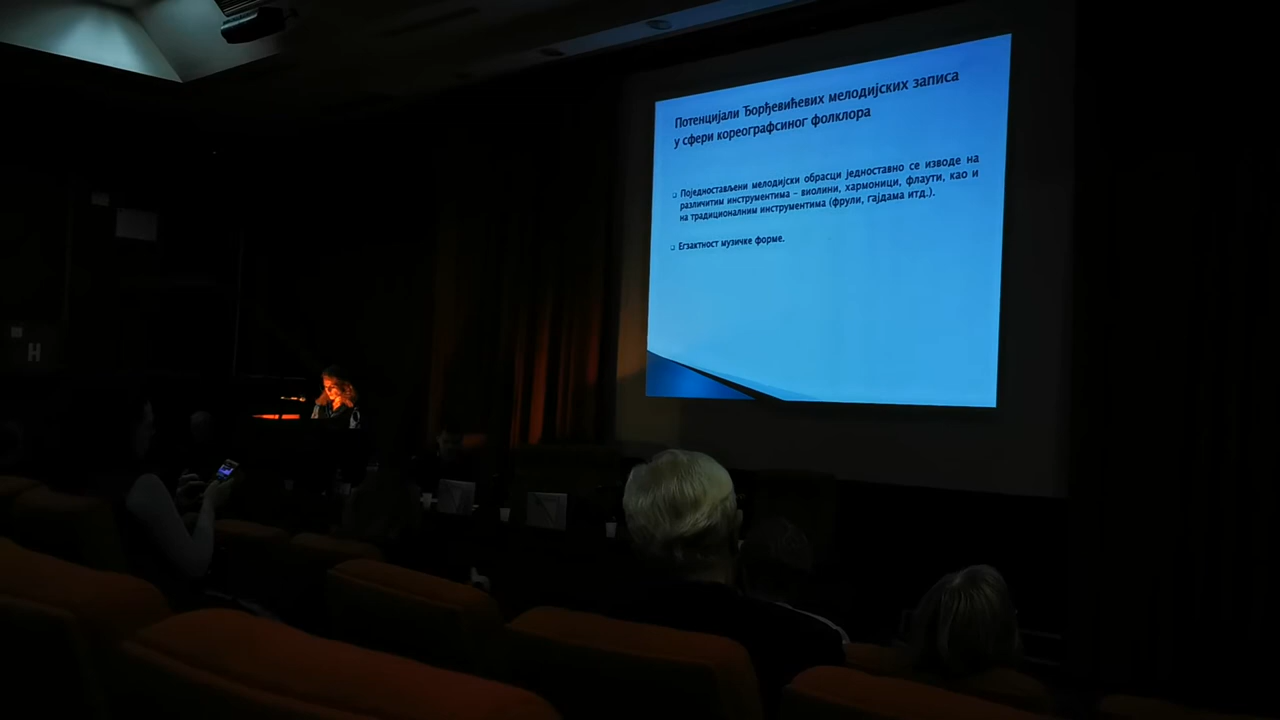 Потенцијали Ђорђевићевих мелодијских записа
у сфери кореографсиног фолклора
Поједностављени мелодијски обрасци једноставно се изводе на
различитим инструментима – виолини, хармоници, флаути, као и
на традиционалним инструментима (фрули, гајдама итд.).
Егзактност музичке форме.
H